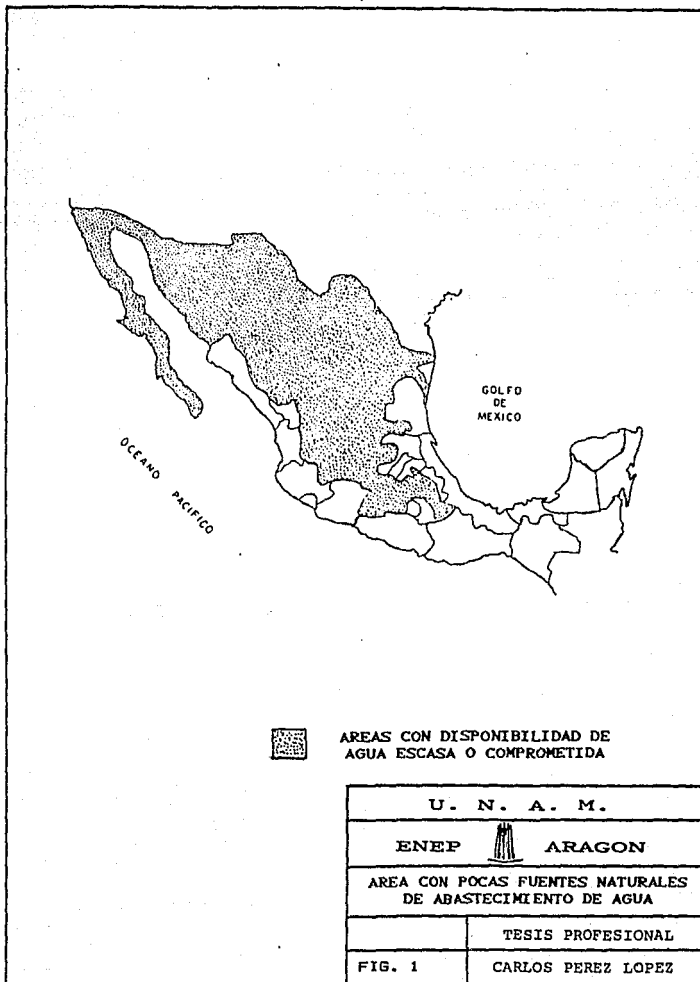 GOLFO
DE
MEXICO
OCEANO PACIFICO
AREAS CON DISPONIBILIDAD DE
AGUA ESCASA O COMPROMETIDA
U. N. A. M.
ENEP ARAGON
AREA CON POCAS FUENTES NATURALES
DE ABASTECIMIENTO DE AGUA
TESIS PROFESIONAL
FIG. 1 CARLOS PEREZ LOPEZ